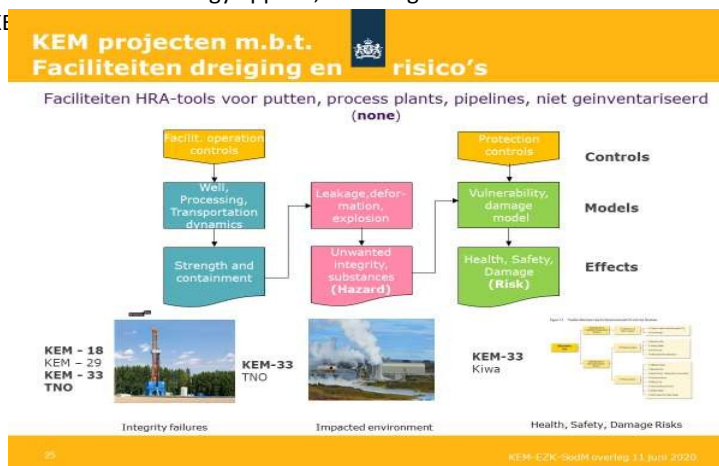 KEM projecten m.b.t.
Faciliteiten dreiging en risico's
Faciliteiten HRA-tools voor putten, process plants, pipelines, niet geinventariseerd
(none)
Facilit. operation
controls
Protection
controls
Controls
Well,
Processing,
Transportation
dynamics
Leakage,defor-
mation,
explosion
Vulnerability,
damage
model
Models
Strength and
containment
Unwanted
integrity,
substances
(Hazard)
Health, Safety,
Damage
(Risk)
Effects
KEM - 18
KEM - 29
KEM - 33
TNO
KEM-33
TNO
KEM-33
Kiwa
Integrity failures
Impacted environment
Health, Safety, Damage Risks
25
KEM-EZK-SodM overleg 11 juni 2020